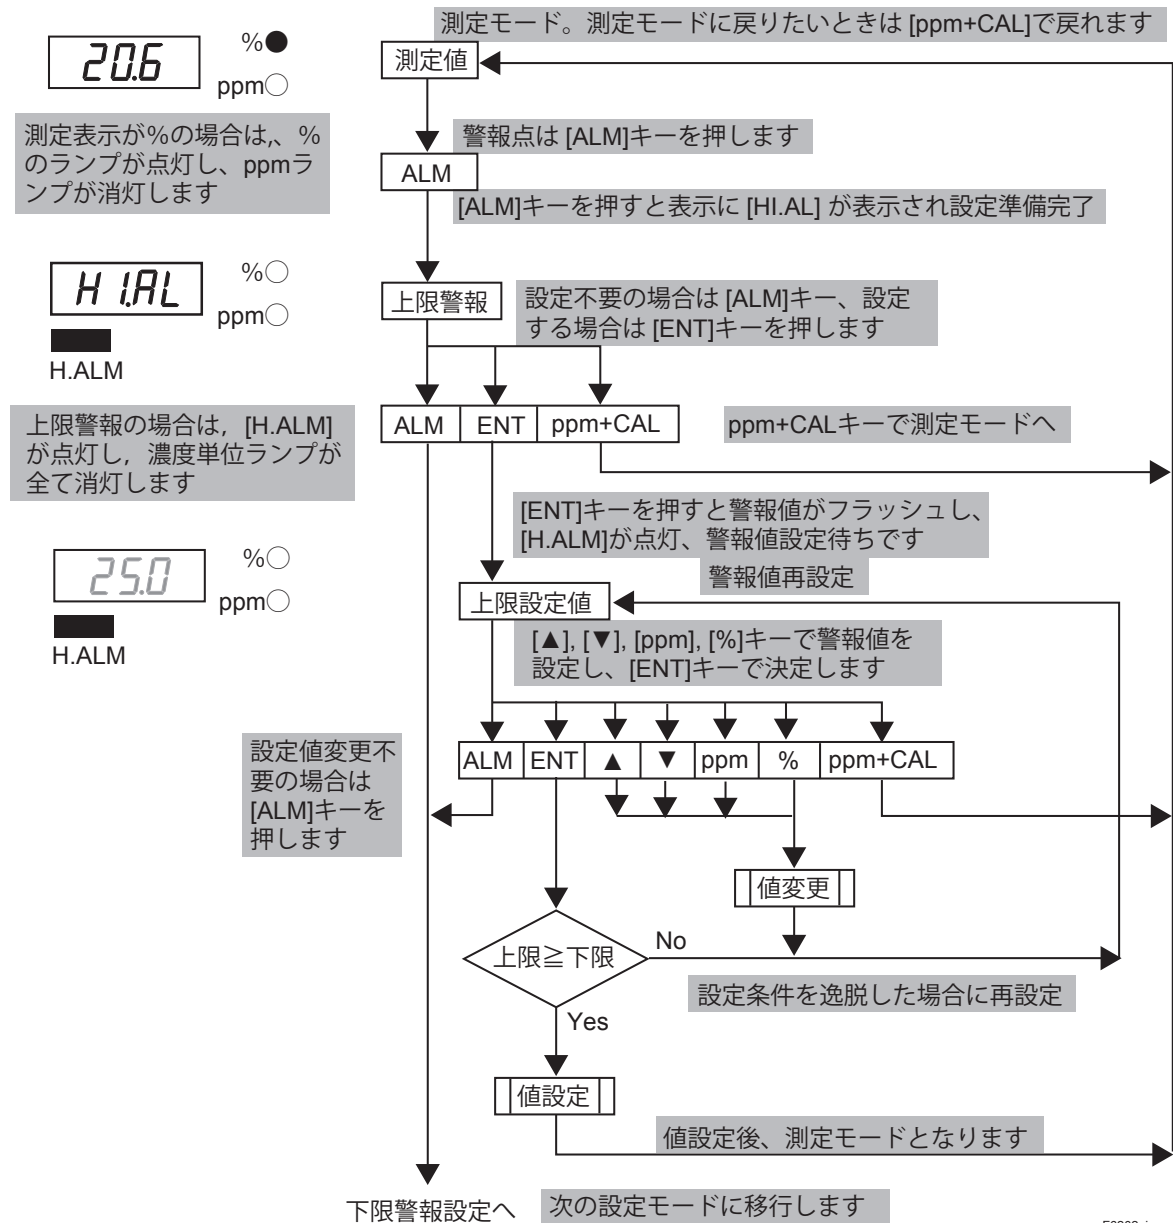 測定モード。測定モードに戻りたいときは [ppm+CAL]で戻れます
20.6
%
ppm
測定値
測定表示が%の場合は,、%
のランプが点灯し、ppmラ
ンプが消灯します
警報点は [ALM]キーを押します
ALM
[ALM]キーを押すと表示に [HI.AL] が表示され設定準備完了
HI.AL
%
ppm
H.ALM
上限警報
設定不要の場合は [ALM]キー、設定
する場合は [ENT]キーを押します
上限警報の場合は，[H.ALM]
が点灯し，濃度単位ランプが
全て消灯します
ALM ENT ppm+CAL
ppm+CALキーで測定モードへ
[ENT]キーを押すと警報値がフラッシュし、
[H.ALM]が点灯、警報値設定待ちです
25.0
%
ppm
H.ALM
警報値再設定
上限設定値
[▲], [▼], [ppm], [%]キーで警報値を
設定し、[ENT]キーで決定します
設定値変更不
要の場合は
[ALM]キーを
押します
ALM ENT ▲ ▼ ppm % ppm+CAL
値変更
上限≧下限
No
設定条件を逸脱した場合に再設定
Yes
値設定
値設定後、測定モードとなります
下限警報設定へ
次の設定モードに移行します